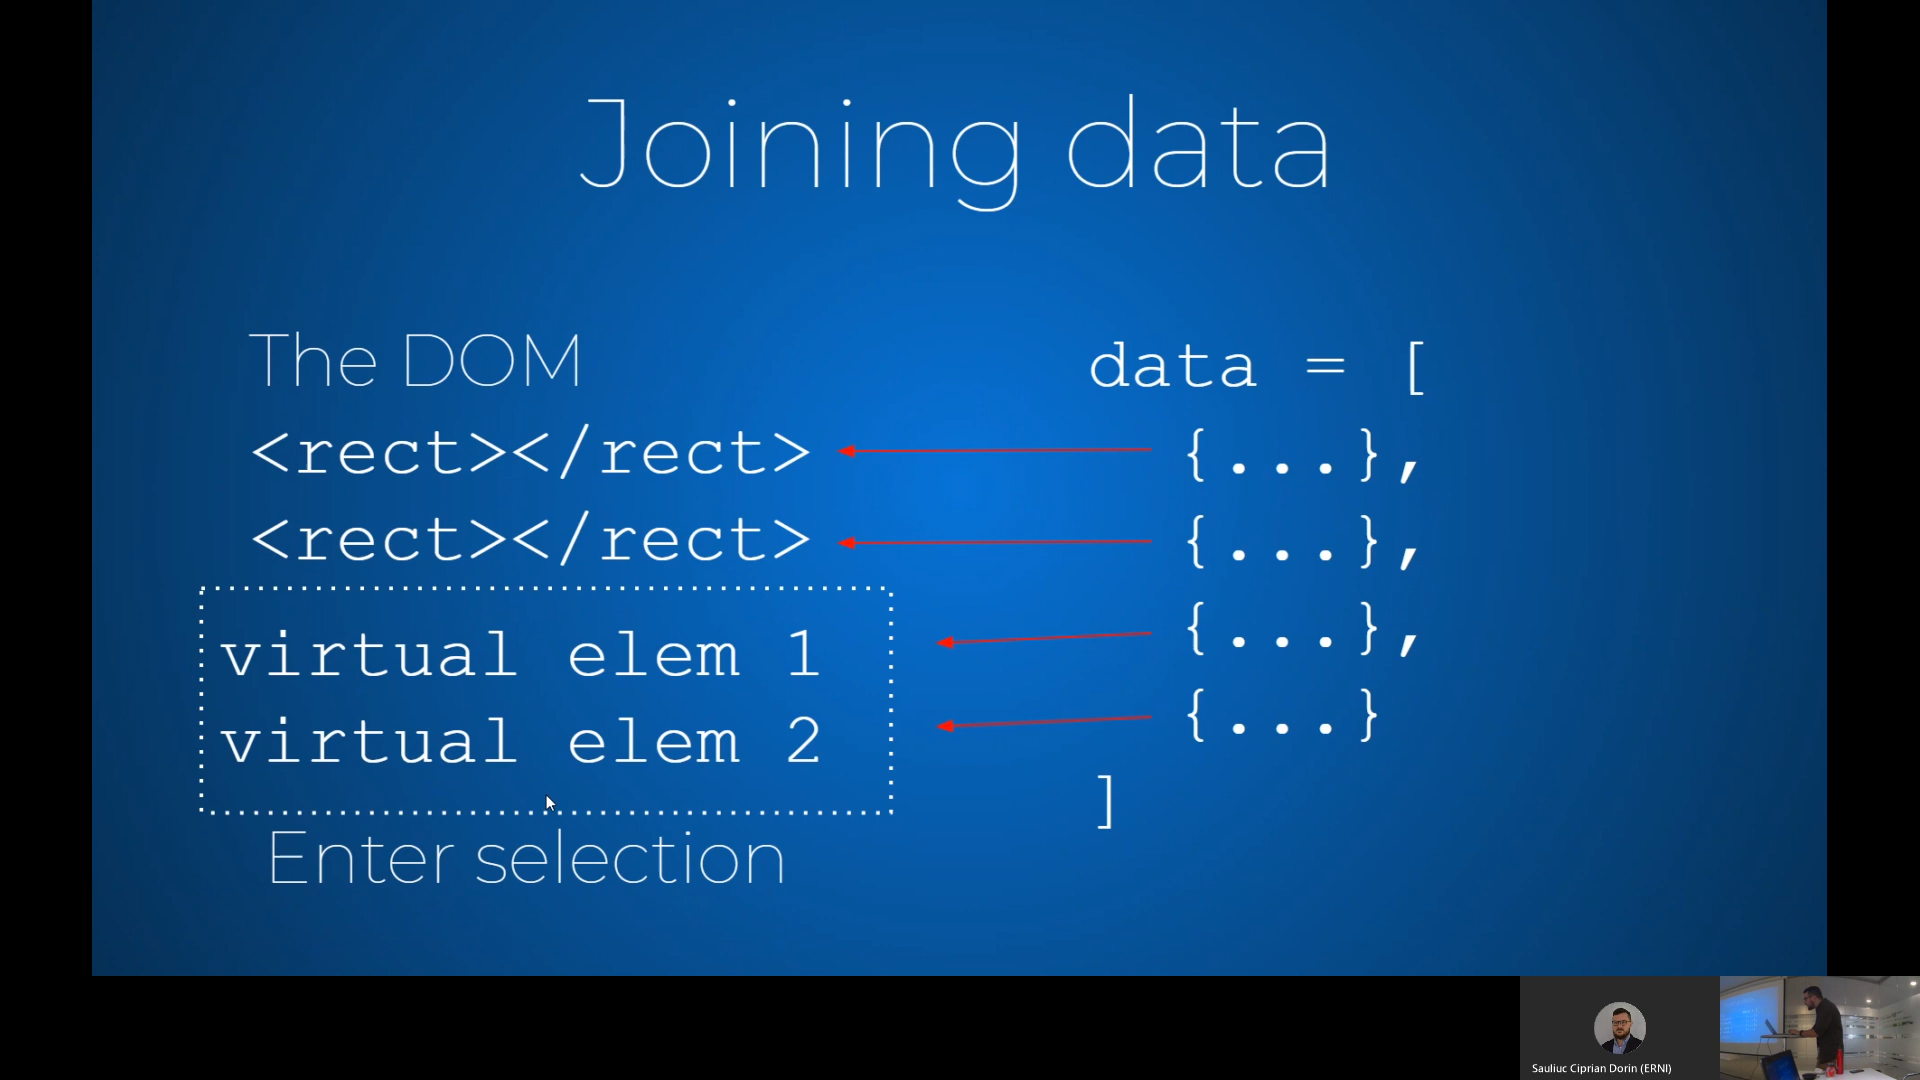 Joining data
The DOM
<rect></rect>
<rect></rect>
virtual elem 1
virtual elem 2
Enter selection
data = [
{...},
{...},
{...},
{...}
]
Sauliuc Ciprian Dorin (ERNI)